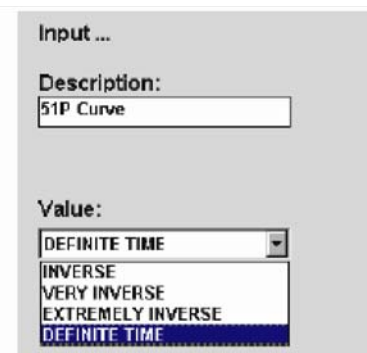 Input ...
Description:
51P Curve
Value:
DEFINITE TIME
INVERSE
VERY INVERSE
EXTREMELY INVERSE
DEFINITE TIME